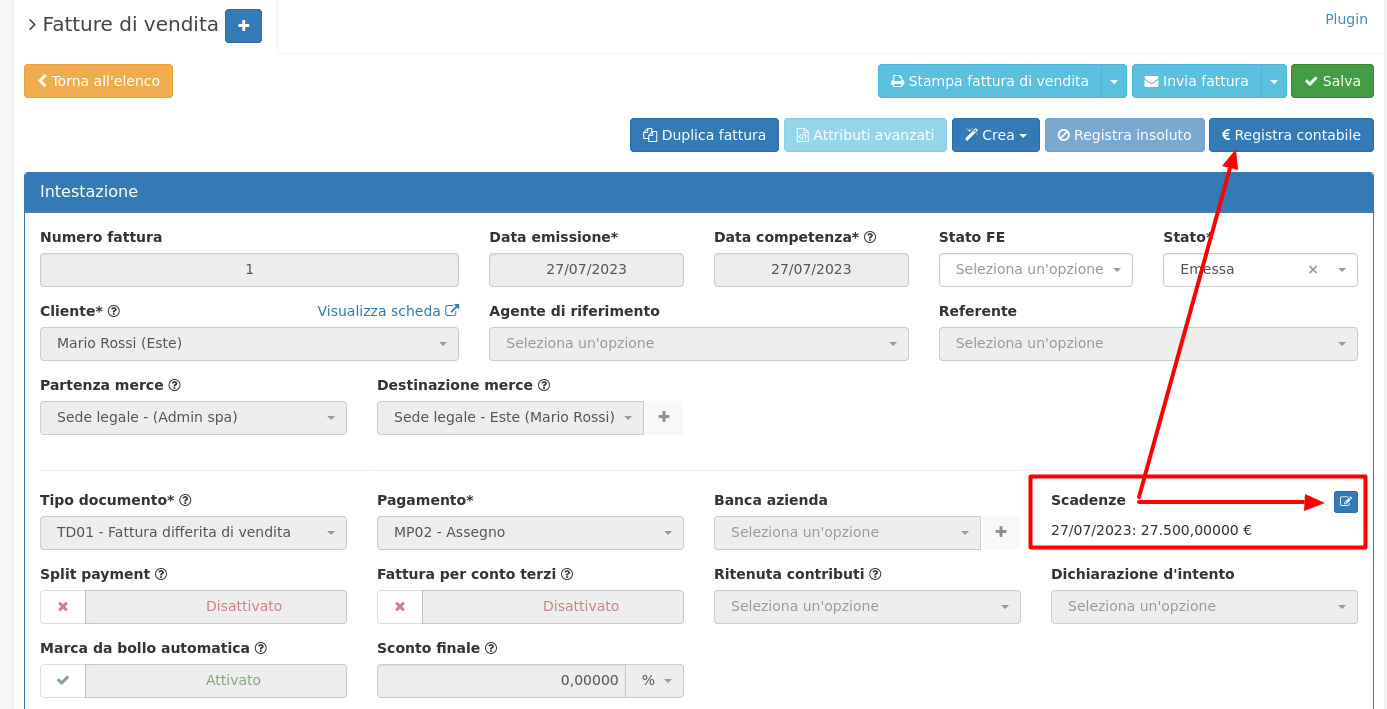 Fatture di vendita
Plugin
Torna all'elenco
Stampa fattura di vendita
Invia fattura
Salva
Duplica fattura
Attributi avanzati
Crea
Registra insoluto
€ Registra contabile
Intestazione
Numero fattura
Data emissione*
Data competenza*
Stato FE
Stato*
1
27/07/2023
27/07/2023
Seleziona un'opzione
Emessa
Cliente*
Visualizza scheda
Agente di riferimento
Referente
Mario Rossi (Este)
Seleziona un'opzione
Seleziona un'opzione
Partenza merce
Destinazione merce
Sede legale - (Admin spa)
Sede legale - Este (Mario Rossi)
Tipo documento*
Pagamento*
Banca azienda
Scadenze
TD01 - Fattura differita di vendita
MP02 - Assegno
Seleziona un'opzione
27/07/2023: 27.500,00000 €
Split payment
Fattura per conto terzi
Ritenuta contributi
Dichiarazione d'intento
Disattivato
Disattivato
Seleziona un'opzione
Seleziona un'opzione
Marca da bollo automatica
Sconto finale
Attivato
0,00000
%